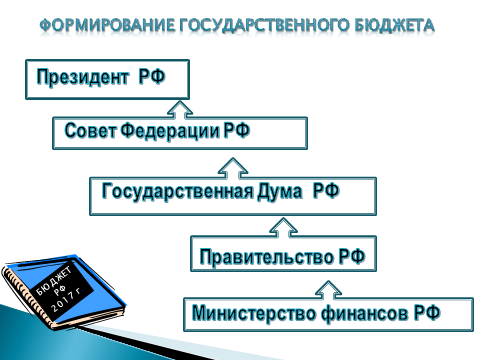 ФОРМИРОВАНИЕ ГОСУДАРСТВЕННОГО БЮДЖЕТА
Президент РФ
Совет Федерации РФ
Государственная Дума РФ
Правительство РФ
Министерство финансов РФ
БЮДЖЕТ
РФ
2017 г